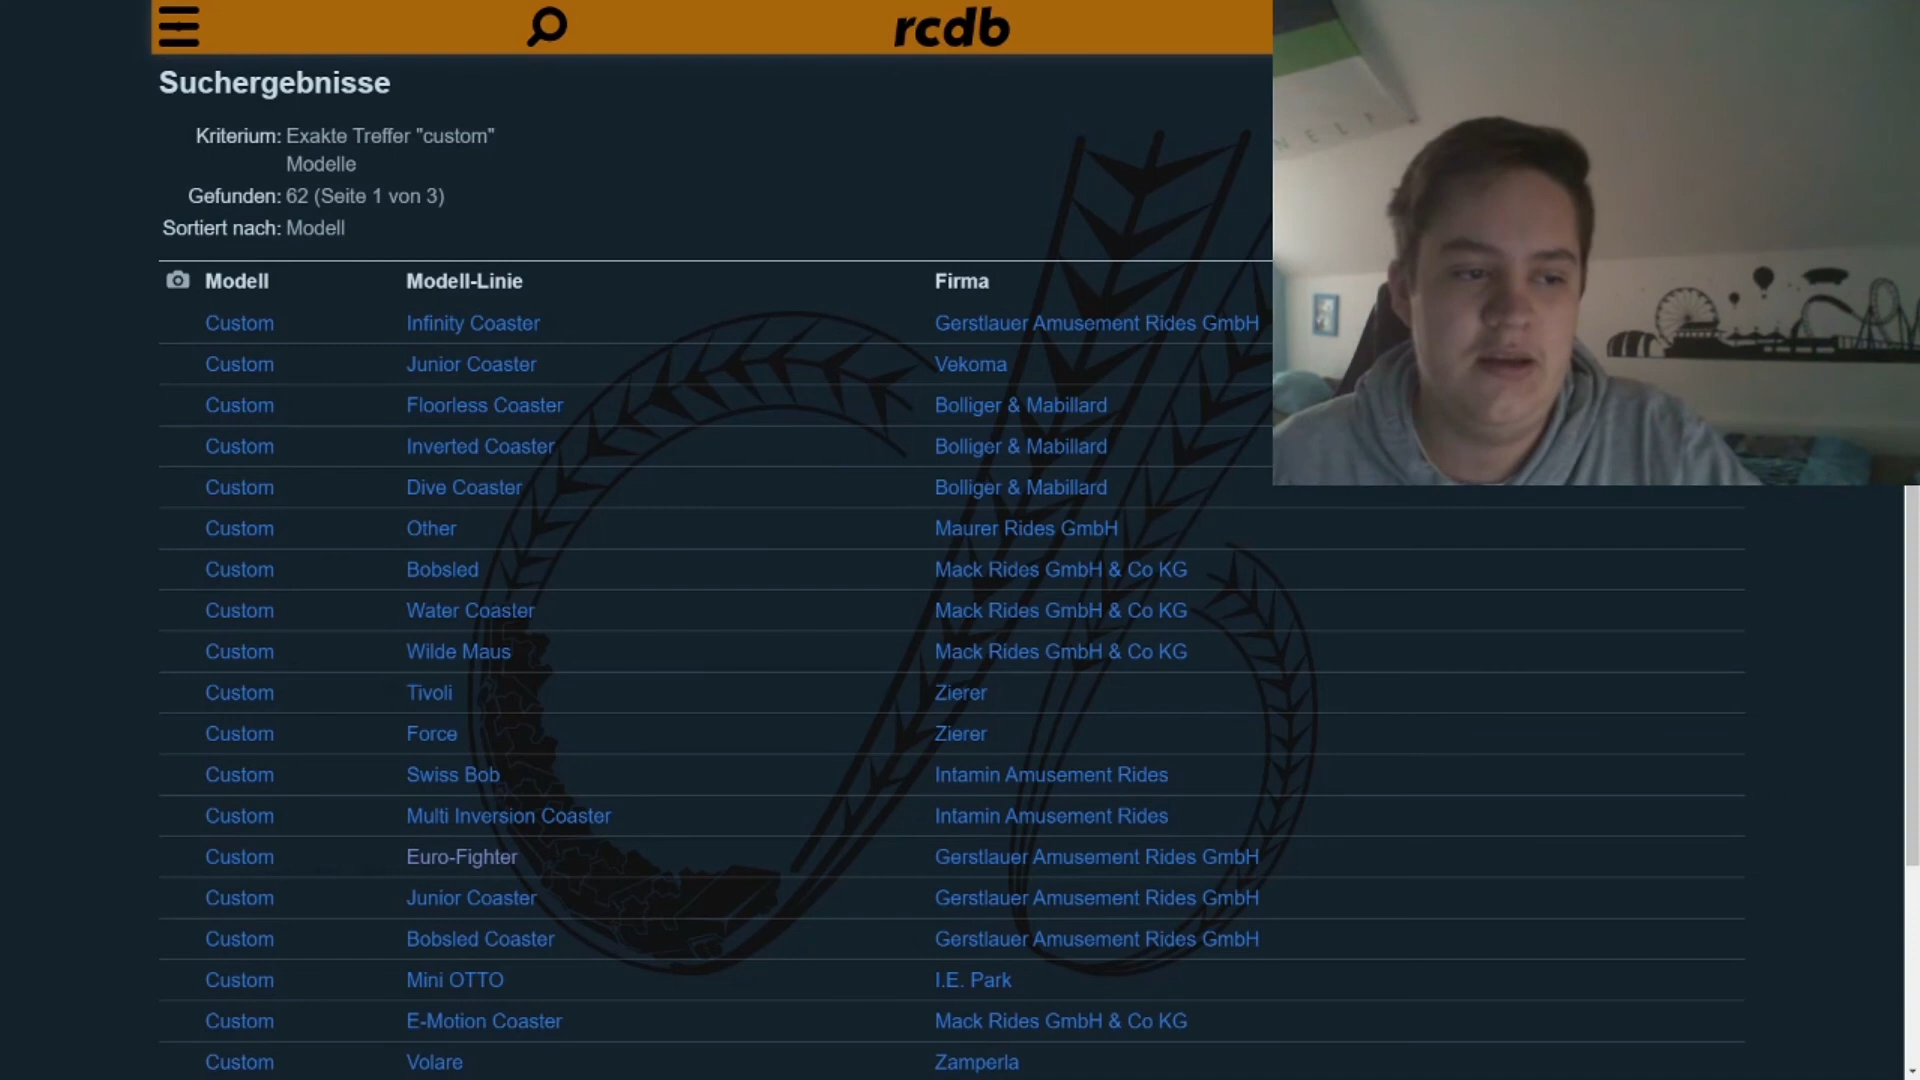 rcdb
Suchergebnisse
Kriterium: Exakte Treffer "custom"
Modelle
Gefunden: 62 (Seite 1 von 3)
Sortiert nach: Modell
Modell Modell-Linie Firma
Custom Infinity Coaster Gerstlauer Amusement Rides GmbH
Custom Junior Coaster Vekoma
Custom Floorless Coaster Bolliger & Mabillard
Custom Inverted Coaster Bolliger & Mabillard
Custom Dive Coaster Bolliger & Mabillard
Custom Other Maurer Rides GmbH
Custom Bobsled Mack Rides GmbH & Co KG
Custom Water Coaster Mack Rides GmbH & Co KG
Custom Wilde Maus Mack Rides GmbH & Co KG
Custom Tivoli Zierer
Custom Force Zierer
Custom Swiss Bob Intamin Amusement Rides
Custom Multi Inversion Coaster Intamin Amusement Rides
Custom Euro-Fighter Gerstlauer Amusement Rides GmbH
Custom Junior Coaster Gerstlauer Amusement Rides GmbH
Custom Bobsled Coaster Gerstlauer Amusement Rides GmbH
Custom Mini OTTO I.E. Park
Custom E-Motion Coaster Mack Rides GmbH & Co KG
Custom Volare Zamperla